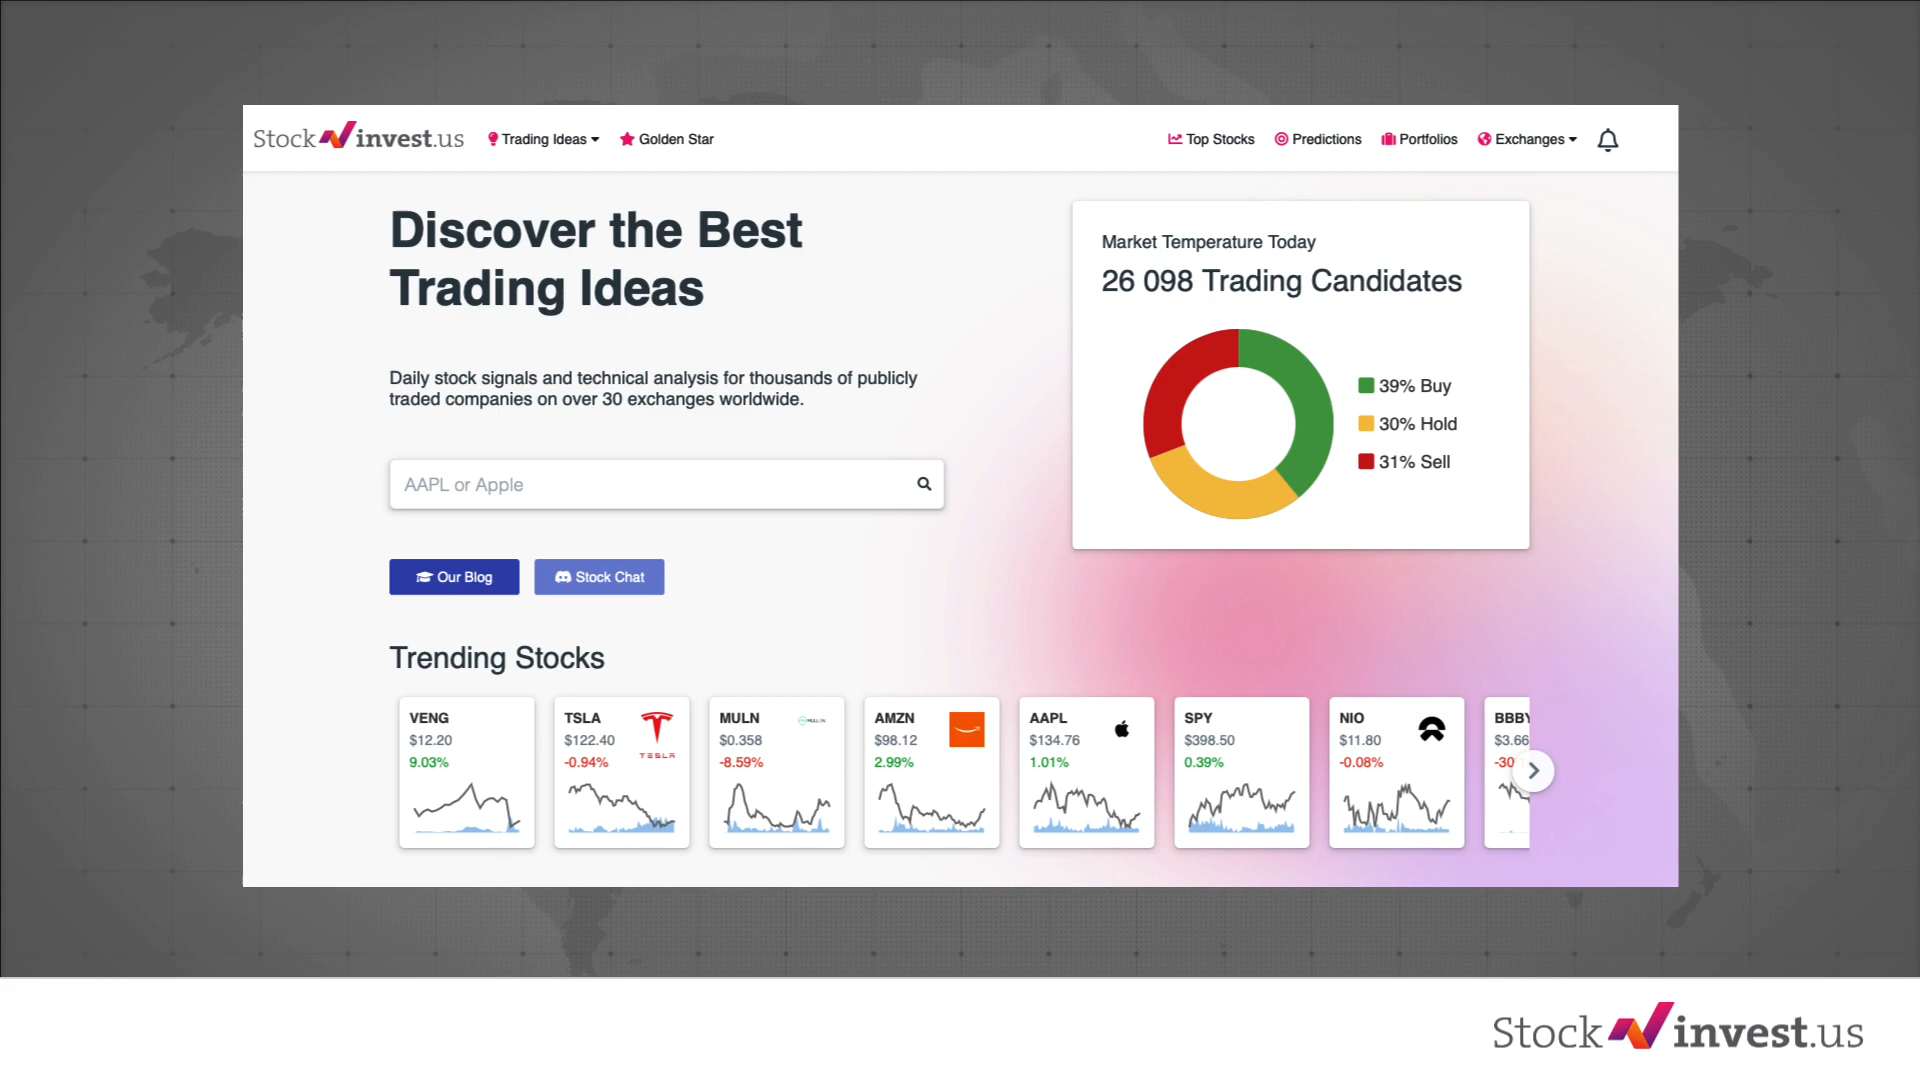 Stock invest.us
Trading Ideas
Golden Star
Top Stocks
Predictions
Portfolios
Exchanges
Discover the Best
Trading Ideas
Daily stock signals and technical analysis for thousands of publicly
traded companies on over 30 exchanges worldwide.
AAPL or Apple
Our Blog
Stock Chat
Market Temperature Today
26 098 Trading Candidates
39% Buy
30% Hold
31% Sell
Trending Stocks
VENG
$12.20
9.03%
TSLA
$122.40
-0.94%
TESLA
MULN
$0.358
-8.59%
AMZN
$98.12
2.99%
AAPL
$134.76
1.01%
SPY
$398.50
0.39%
NIO
$11.80
-0.08%
BBBY
$3.66
-30
Stock invest.us